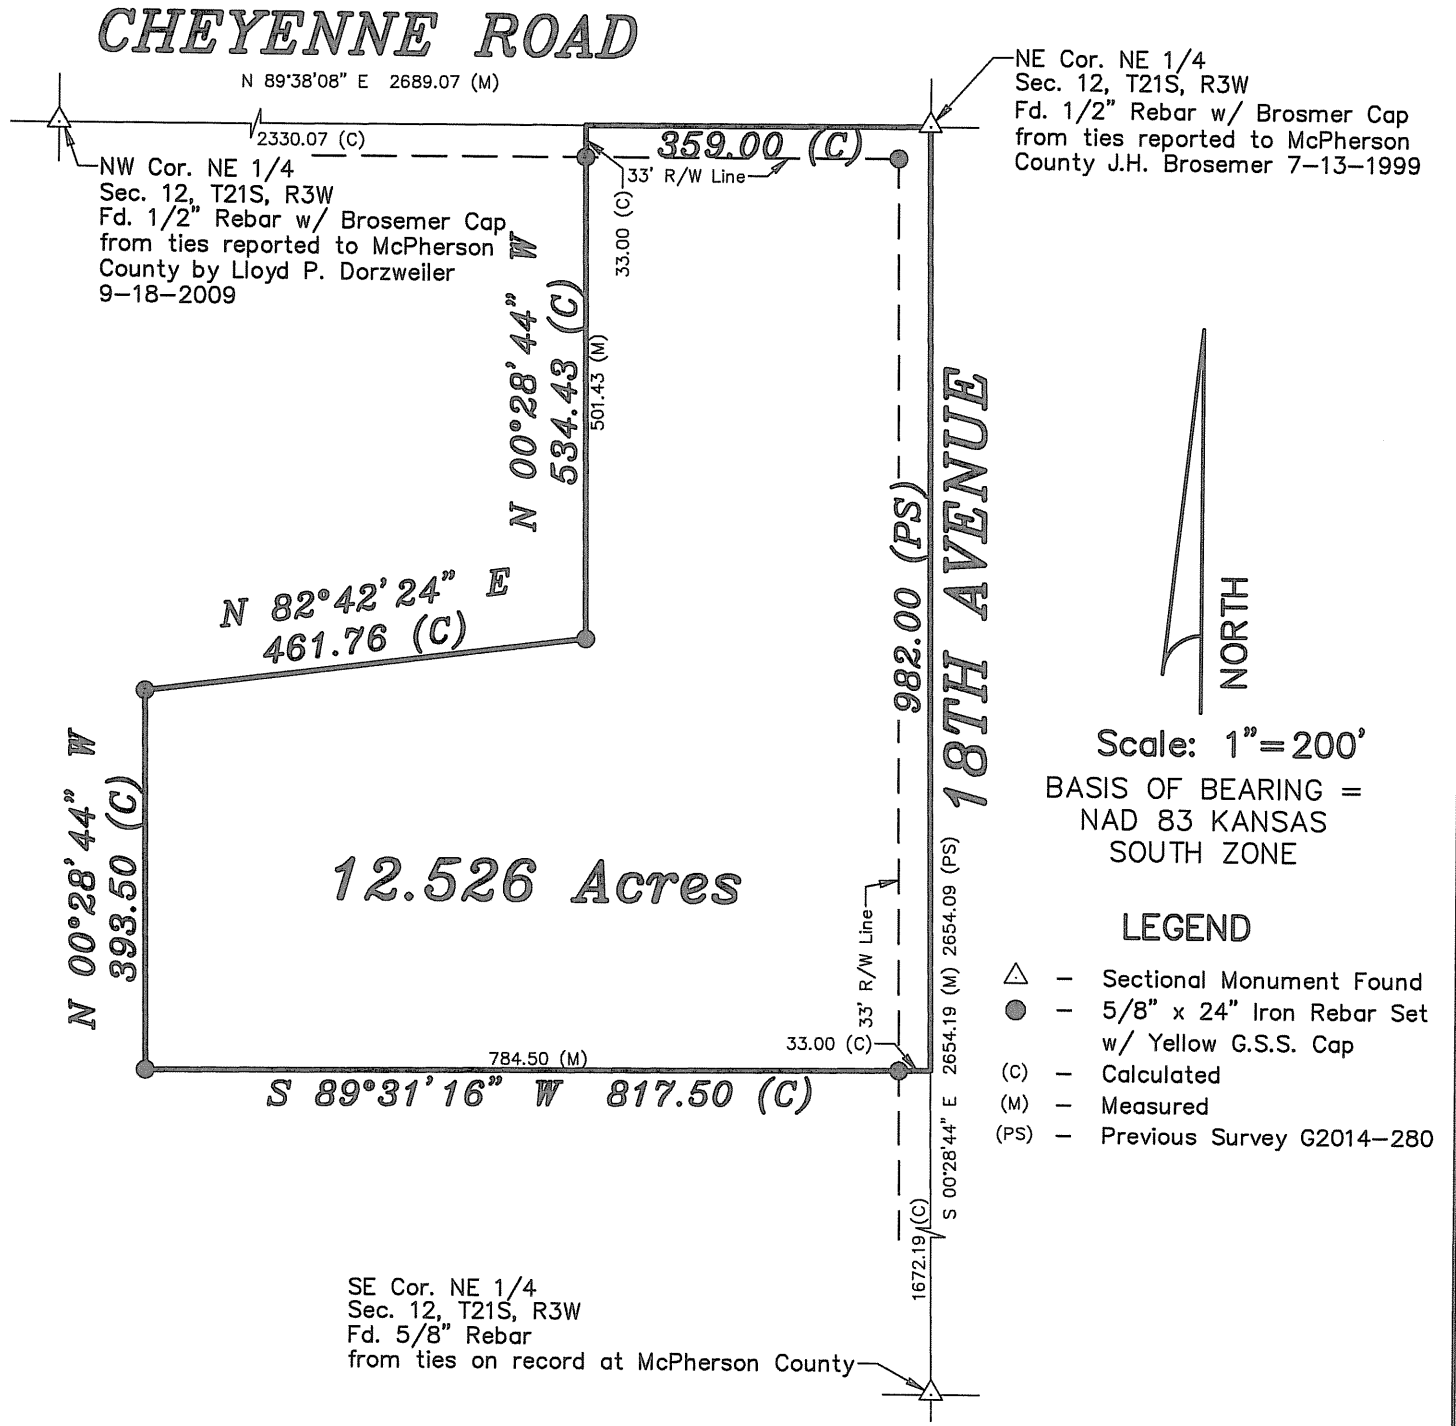 CHEYENNE ROAD
N 89°38'08" E 2689.07 (M)
NE Cor. NE 1/4
Sec. 12, T21S, R3W
Fd. 1/2" Rebar w/ Brosmer Cap
from ties reported to McPherson
County J.H. Brosemer 7-13-1999
2330.07 (C)
359.00 (C)
33' R/W Line
33.00 (C)
NW Cor. NE 1/4
Sec. 12, T21S, R3W
Fd. 1/2" Rebar w/ Brosemer Cap
from ties reported to McPherson
County by Lloyd P. Dorzweiler
9-18-2009
N 00°28'44" W
534.43 (C)
501.43 (M)
N 82°42'24" E
461.76 (C)
982.00 (PS)
18TH AVENUE
NORTH
Scale: 1"=200'
BASIS OF BEARING =
NAD 83 KANSAS
SOUTH ZONE
N 00°28'44" W
393.50 (C)
12.526 Acres
33' R/W Line
33.00 (C)
784.50 (M)
S 89°31'16" W 817.50 (C)
S 00°28'44" E 2654.19 (M) 2654.09 (PS)
1672.19 (C)
LEGEND
– Sectional Monument Found
– 5/8" x 24" Iron Rebar Set
w/ Yellow G.S.S. Cap
(C) – Calculated
(M) – Measured
(PS) – Previous Survey G2014-280
SE Cor. NE 1/4
Sec. 12, T21S, R3W
Fd. 5/8" Rebar
from ties on record at McPherson County